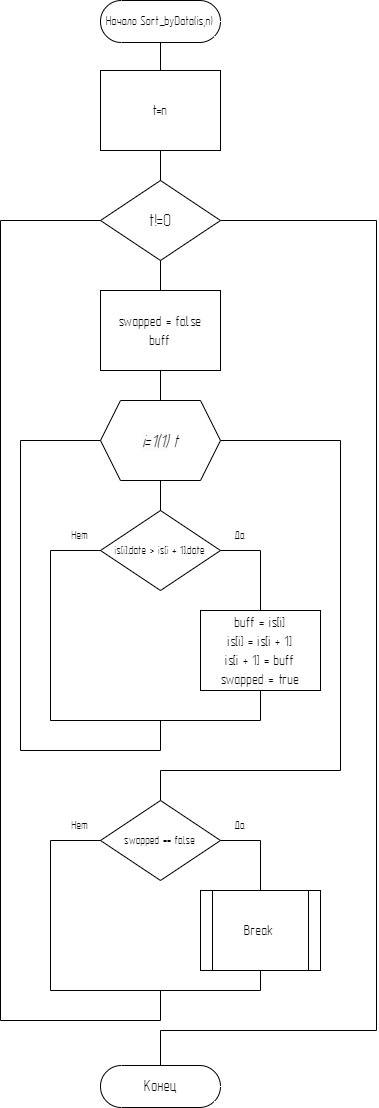 Начало Sort_byData(is,n)
t=n
t!=0
swapped = false
buff
i=1(1) t
Нет
Да
is[i].date > is[i + 1].date
buff = is[i]
is[i] = is[i + 1]
is[i + 1] = buff
swapped = true
Нет
Да
swapped == false
Break
Конец